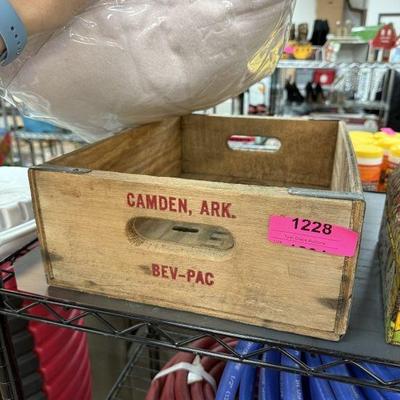 CAMDEN, ARK.
1228
BEV-PAC